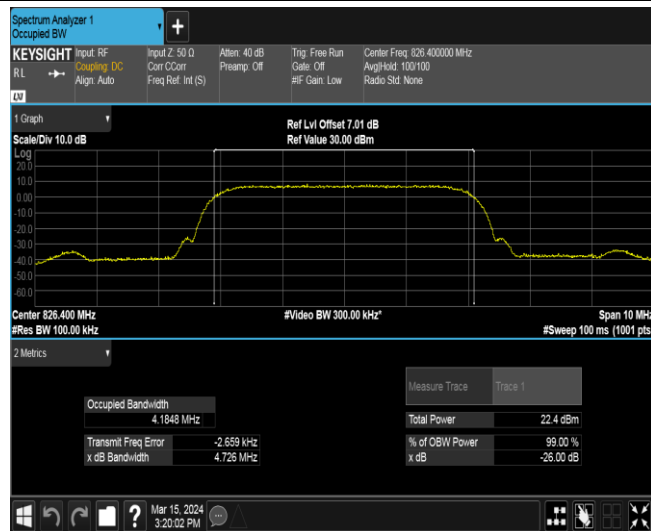 Spectrum Analyzer 1
Occupied BW
+
KEYSIGHT Input: RF Input Z: 50 Ω Atten: 40 dB Trig: Free Run Center Freq: 826.400000 MHz
RL Coupling: DC Corr CCorr Preamp: Off Gate: Off Avg|Hold: 100/100
Align: Auto Freq Ref: Int (S) #IF Gain: Low Radio Std: None
LXI
1 Graph
Ref Lvl Offset 7.01 dB
Scale/Div 10.0 dB Ref Value 30.00 dBm
Log
20.0
10.0
0.00
-10.0
-20.0
-30.0
-40.0
-50.0
-60.0
Center 826.400 MHz #Video BW 300.00 kHz* Span 10 MHz
#Res BW 100.00 kHz #Sweep 100 ms (1001 pts
2 Metrics
Measure Trace Trace 1
Occupied Bandwidth
4.1848 MHz Total Power 22.4 dBm
Transmit Freq Error -2.659 kHz % of OBW Power 99.00 %
x dB Bandwidth 4.726 MHz x dB -26.00 dB
? Mar 15, 2024
3:20:02 PM